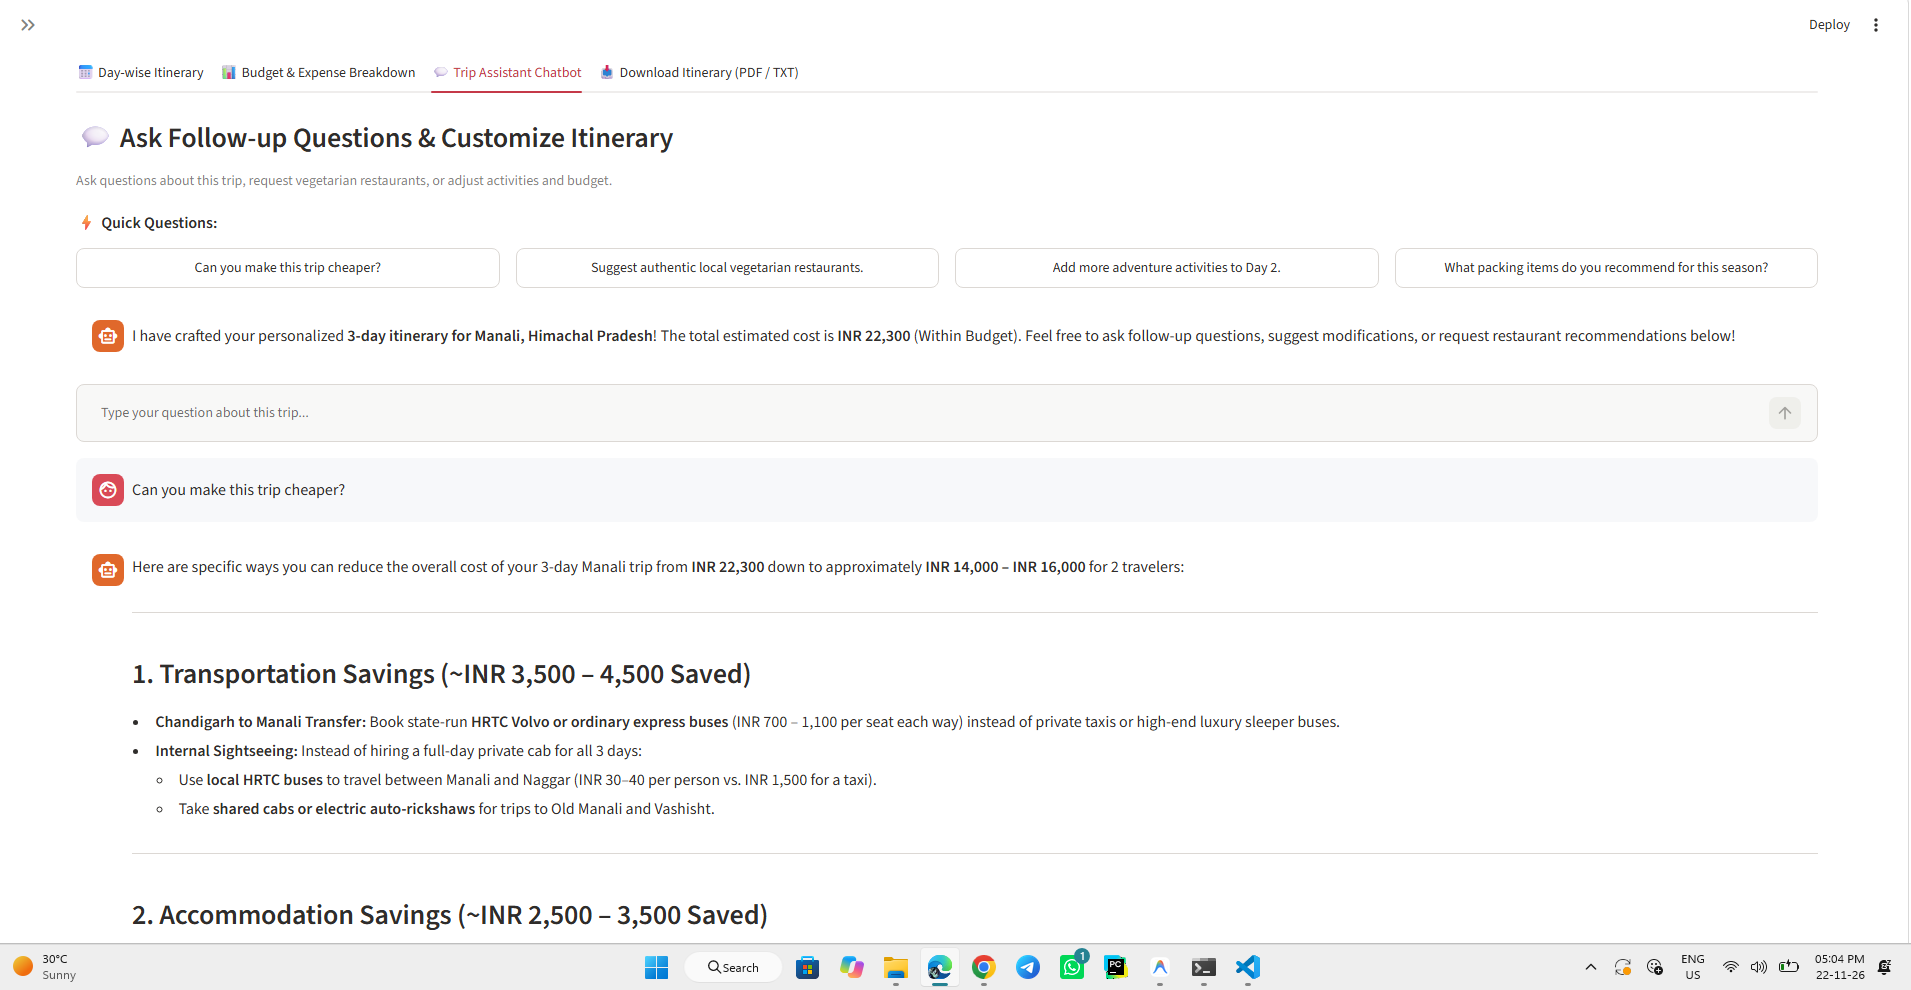 Deploy
Day-wise Itinerary
Budget & Expense Breakdown
Trip Assistant Chatbot
Download Itinerary (PDF / TXT)
Ask Follow-up Questions & Customize Itinerary
Ask questions about this trip, request vegetarian restaurants, or adjust activities and budget.
Quick Questions:
Can you make this trip cheaper?
Suggest authentic local vegetarian restaurants.
Add more adventure activities to Day 2.
What packing items do you recommend for this season?
I have crafted your personalized 3-day itinerary for Manali, Himachal Pradesh! The total estimated cost is INR 22,300 (Within Budget). Feel free to ask follow-up questions, suggest modifications, or request restaurant recommendations below!
Type your question about this trip...
Can you make this trip cheaper?
Here are specific ways you can reduce the overall cost of your 3-day Manali trip from INR 22,300 down to approximately INR 14,000 – INR 16,000 for 2 travelers:
1. Transportation Savings (~INR 3,500 – 4,500 Saved)
• Chandigarh to Manali Transfer: Book state-run HRTC Volvo or ordinary express buses (INR 700 – 1,100 per seat each way) instead of private taxis or high-end luxury sleeper buses.
• Internal Sightseeing: Instead of hiring a full-day private cab for all 3 days:
◦ Use local HRTC buses to travel between Manali and Naggar (INR 30–40 per person vs. INR 1,500 for a taxi).
◦ Take shared cabs or electric auto-rickshaws for trips to Old Manali and Vashisht.
2. Accommodation Savings (~INR 2,500 – 3,500 Saved)
30°C
Sunny
Search
1
PC
ENG
US
05:04 PM
22-11-26